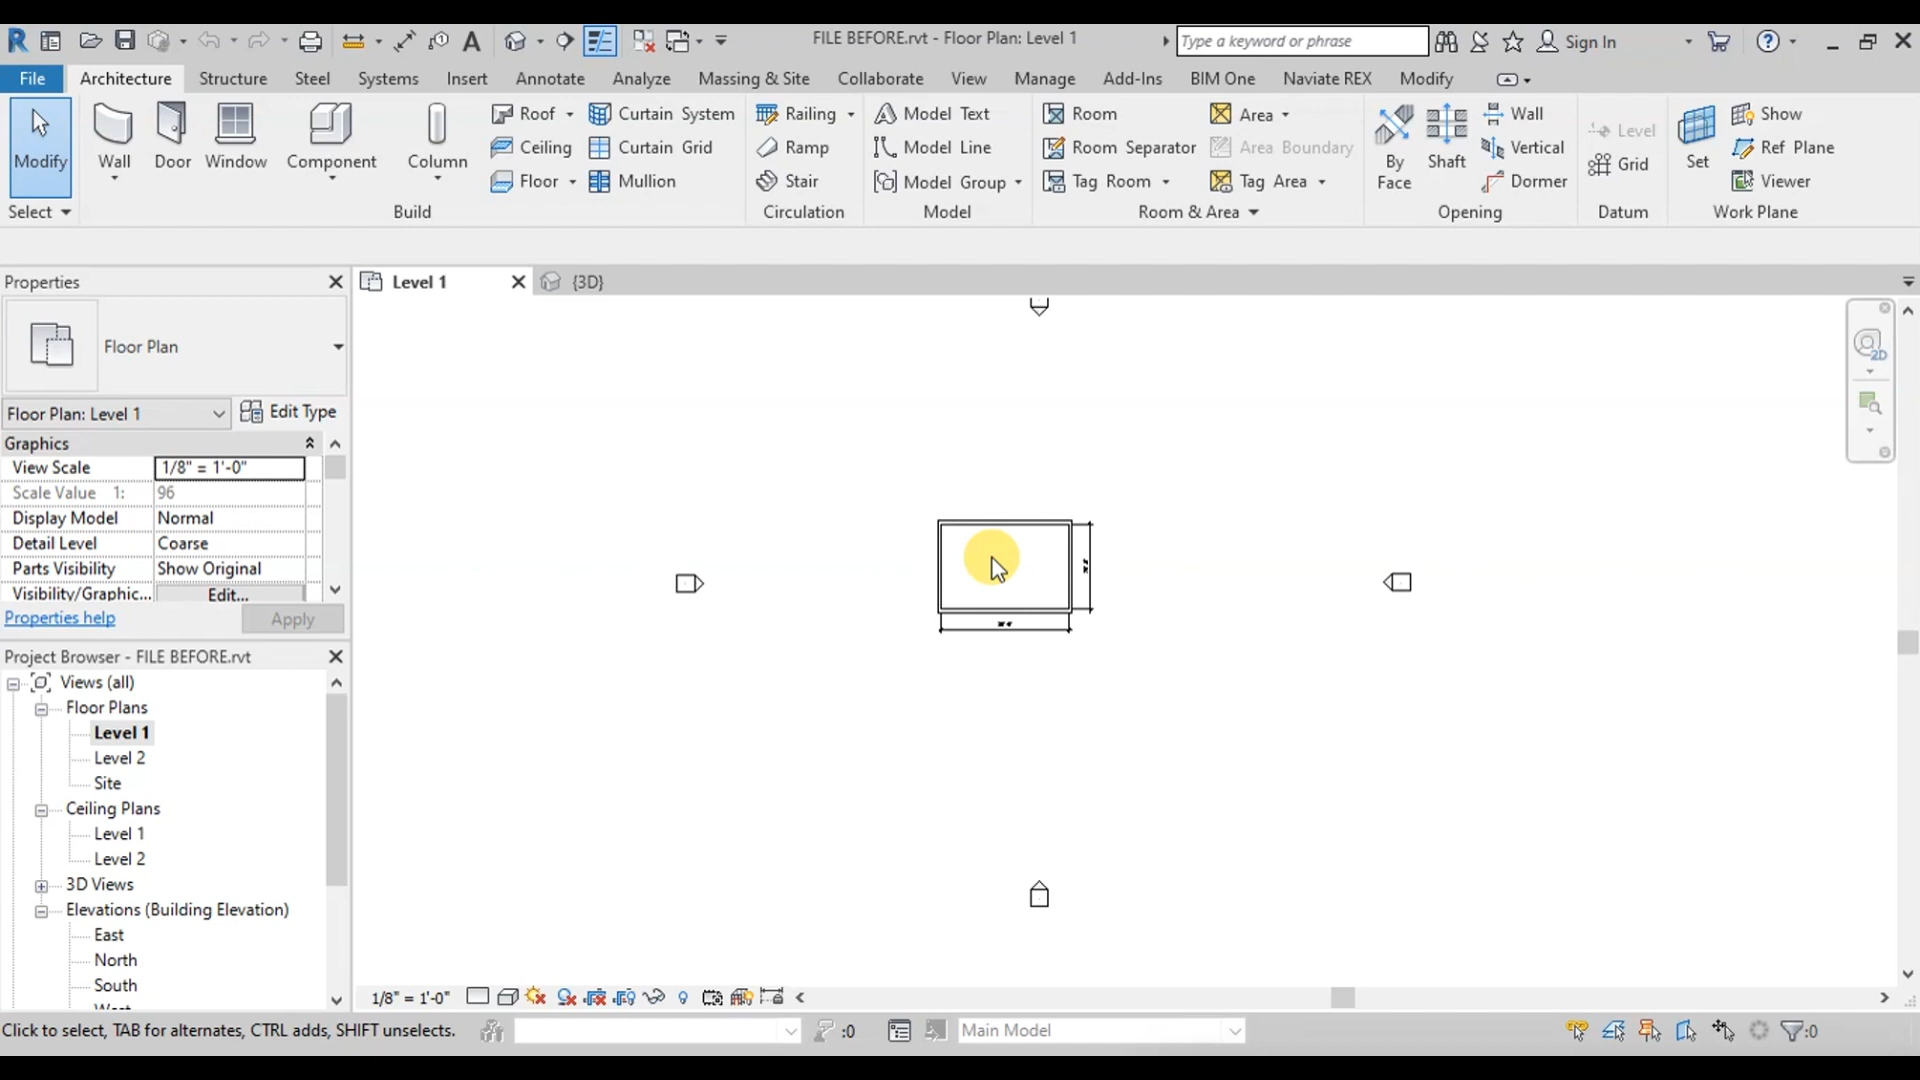 FILE BEFORE.rvt - Floor Plan: Level 1
Type a keyword or phrase
Sign In
File Architecture Structure Steel Systems Insert Annotate Analyze Massing & Site Collaborate View Manage Add-Ins BIM One Naviate REX Modify
Modify
Select
Wall
Door
Window
Component
Column
Roof
Ceiling
Floor
Curtain System
Curtain Grid
Mullion
Build
Railing
Ramp
Stair
Circulation
Model Text
Model Line
Model Group
Model
Room
Room Separator
Tag Room
Area
Area Boundary
Tag Area
Room & Area
By Face
Shaft
Wall
Vertical
Dormer
Opening
Level
Grid
Datum
Set
Show
Ref Plane
Viewer
Work Plane
Properties
Level 1
{3D}
2D
Floor Plan
Floor Plan: Level 1
Edit Type
Graphics
View Scale 1/8" = 1'-0"
Scale Value 1: 96
Display Model Normal
Detail Level Coarse
Parts Visibility Show Original
Visibility/Graphic... Edit...
Properties help
Apply
Project Browser - FILE BEFORE.rvt
Views (all)
Floor Plans
Level 1
Level 2
Site
Ceiling Plans
Level 1
Level 2
3D Views
Elevations (Building Elevation)
East
North
South
West
1/8" = 1'-0"
Click to select, TAB for alternates, CTRL adds, SHIFT unselects.
:0
Main Model
:0